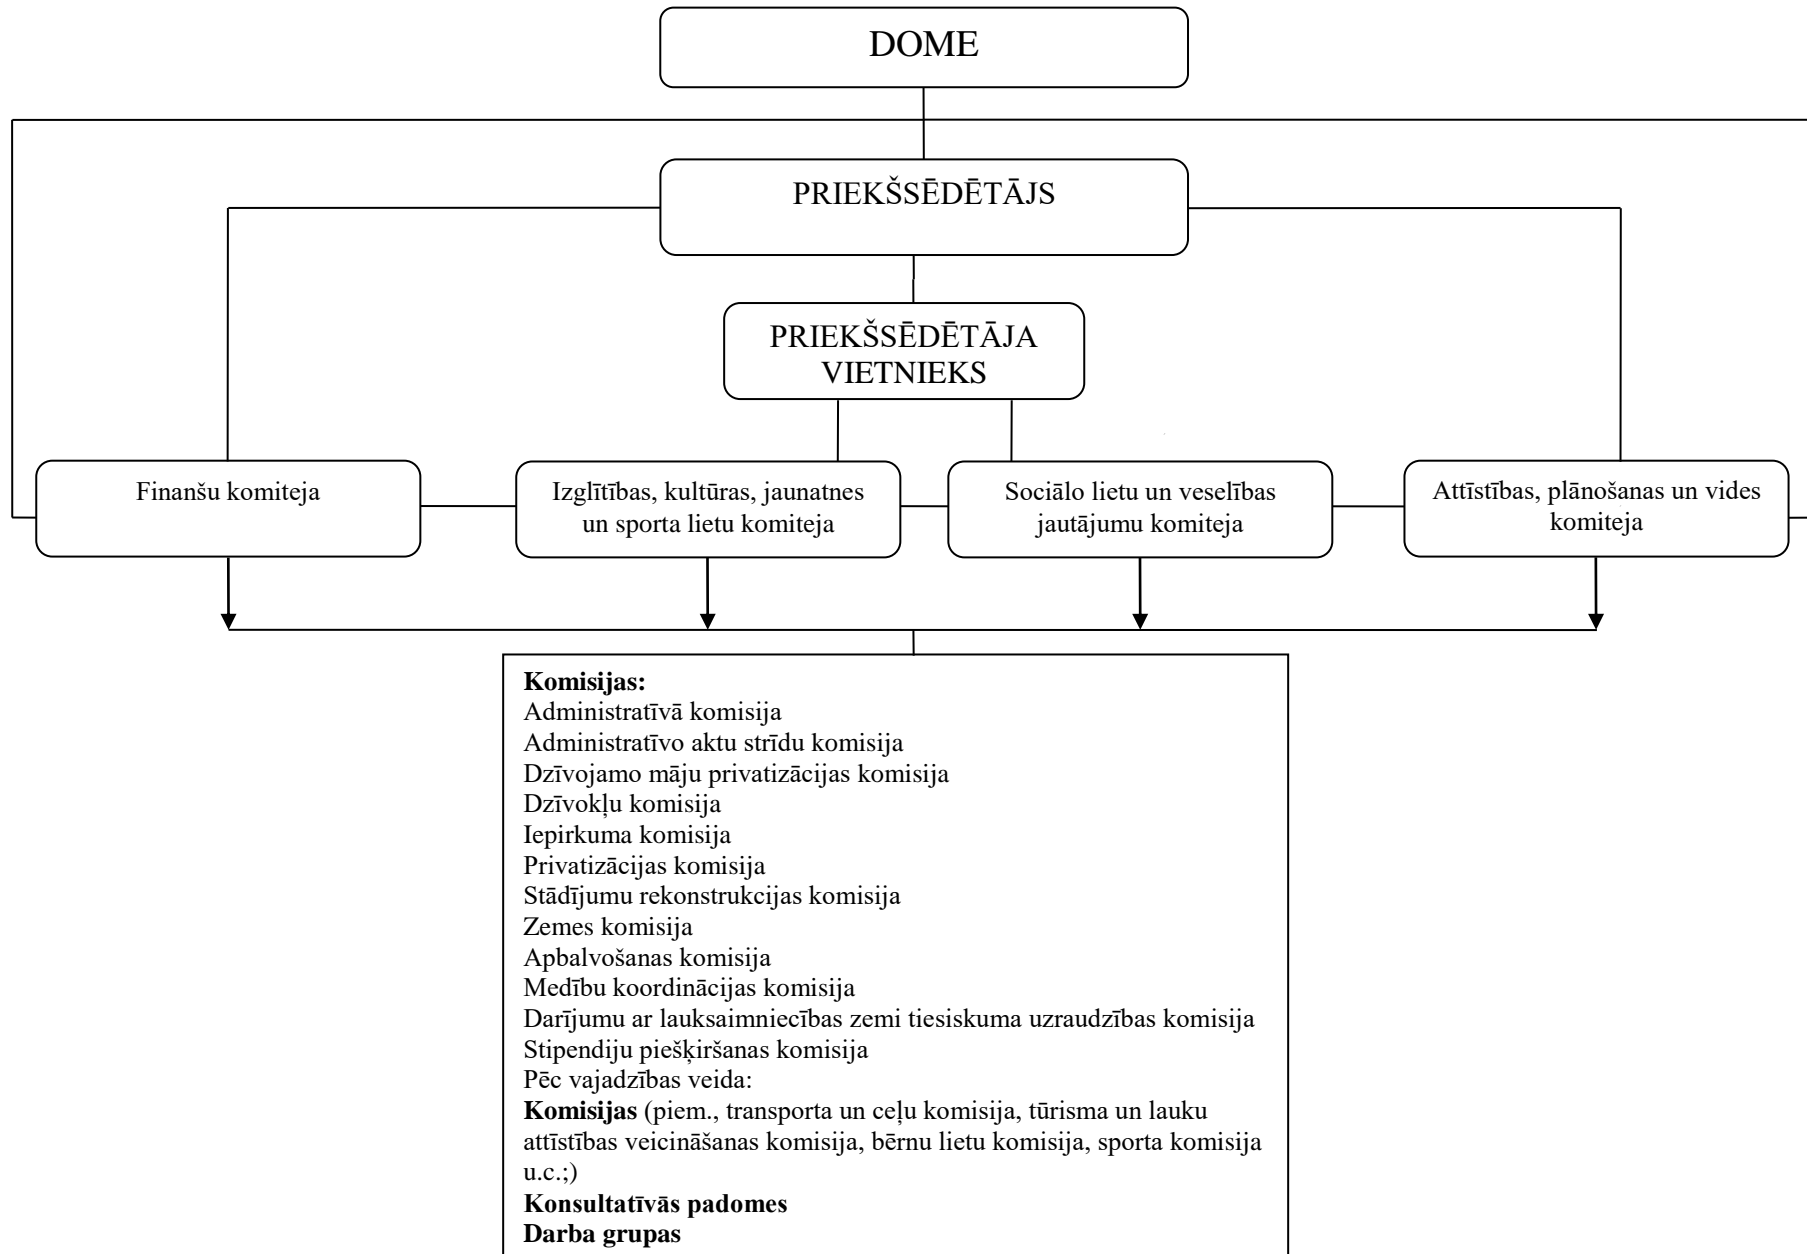 DOME
PRIEKŠSĒDĒTĀJS
PRIEKŠSĒDĒTĀJA
VIETNIEKS
Finanšu komiteja
Izglītības, kultūras, jaunatnes
un sporta lietu komiteja
Sociālo lietu un veselības
jautājumu komiteja
Attīstības, plānošanas un vides
komiteja
Komisijas:
Administratīvā komisija
Administratīvo aktu strīdu komisija
Dzīvojamo māju privatizācijas komisija
Dzīvokļu komisija
Iepirkuma komisija
Privatizācijas komisija
Stādījumu rekonstrukcijas komisija
Zemes komisija
Apbalvošanas komisija
Medību koordinācijas komisija
Darījumu ar lauksaimniecības zemi tiesiskuma uzraudzības komisija
Stipendiju piešķiršanas komisija
Pēc vajadzības veida:
Komisijas (piem., transporta un ceļu komisija, tūrisma un lauku
attīstības veicināšanas komisija, bērnu lietu komisija, sporta komisija
u.c.;)
Konsultatīvās padomes
Darba grupas